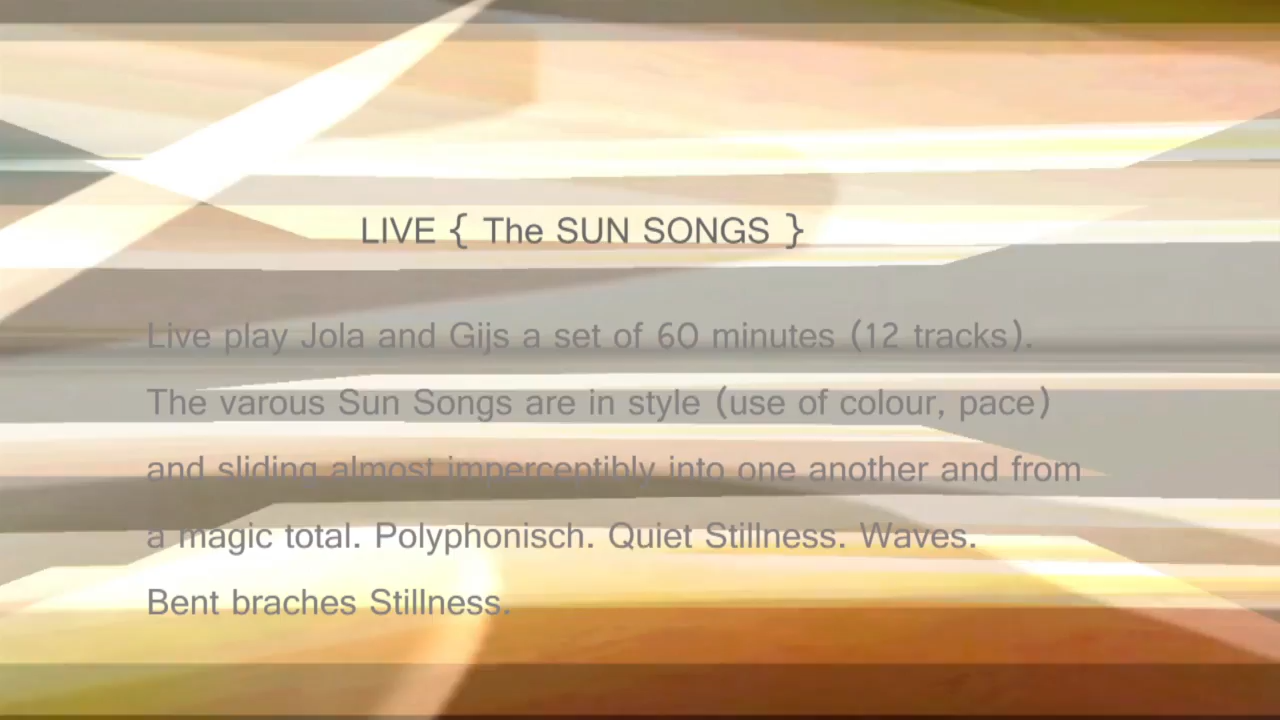 LIVE { The SUN SONGS }
Live play Jola and Gijs a set of 60 minutes (12 tracks).
The varous Sun Songs are in style (use of colour, pace)
and sliding almost imperceptibly into one another and from
a magic total. Polyphonisch. Quiet Stillness. Waves.
Bent braches Stillness.